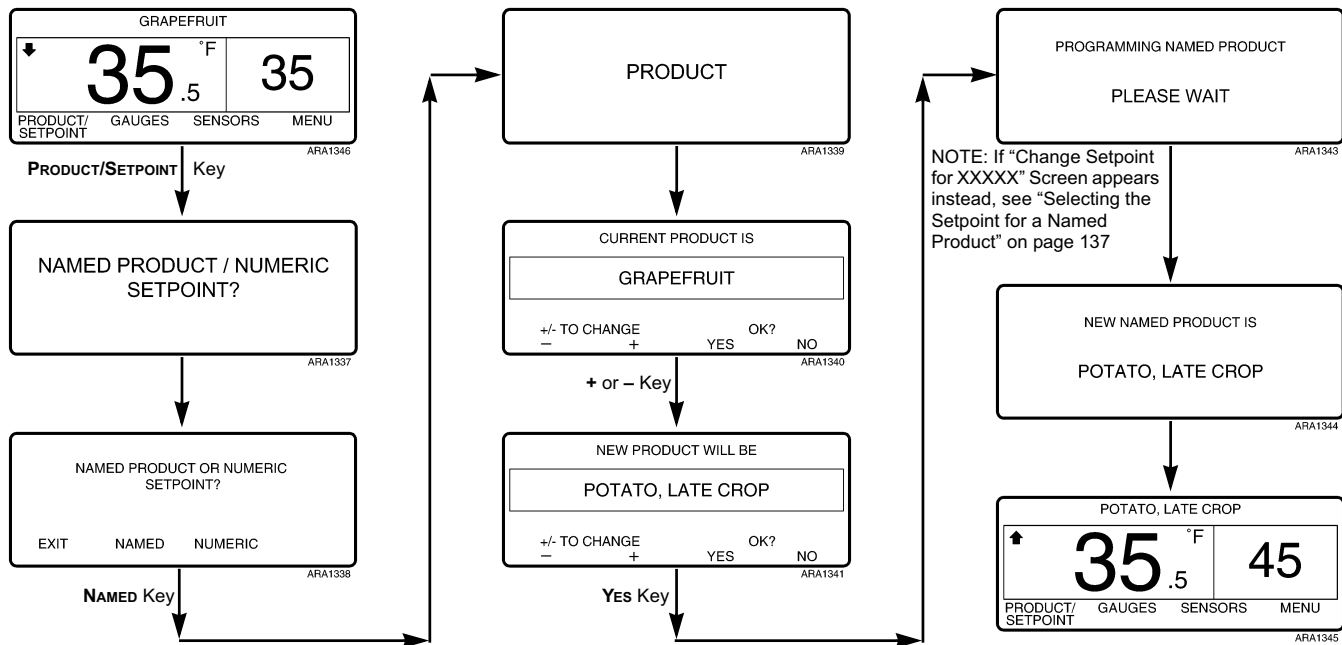 GRAPEFRUIT
35.5 °F 35
PRODUCT/ GAUGES SENSORS MENU
SETPOINT
ARA1346
PRODUCT/SETPOINT Key
NAMED PRODUCT / NUMERIC
SETPOINT?
ARA1337
NAMED PRODUCT OR NUMERIC
SETPOINT?
EXIT NAMED NUMERIC
ARA1338
NAMED Key
PRODUCT
ARA1339
CURRENT PRODUCT IS
GRAPEFRUIT
+/- TO CHANGE OK?
– + YES NO
ARA1340
+ or – Key
NEW PRODUCT WILL BE
POTATO, LATE CROP
+/- TO CHANGE OK?
– + YES NO
ARA1341
YES Key
PROGRAMMING NAMED PRODUCT
PLEASE WAIT
ARA1343
NOTE: If “Change Setpoint
for XXXXX” Screen appears
instead, see “Selecting the
Setpoint for a Named
Product” on page 137
NEW NAMED PRODUCT IS
POTATO, LATE CROP
ARA1344
POTATO, LATE CROP
35.5 °F 45
PRODUCT/ GAUGES SENSORS MENU
SETPOINT
ARA1345